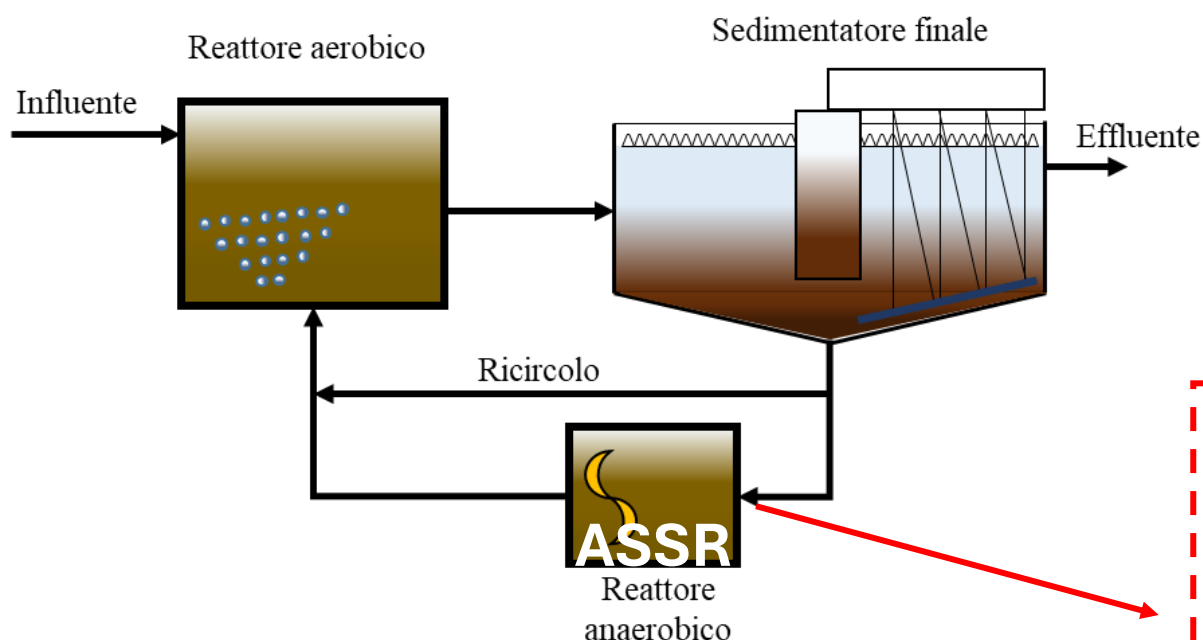 Sedimentatore finale
Reattore aerobico
Influente
Effluente
Ricircolo
ASSR
Reattore
anaerobico